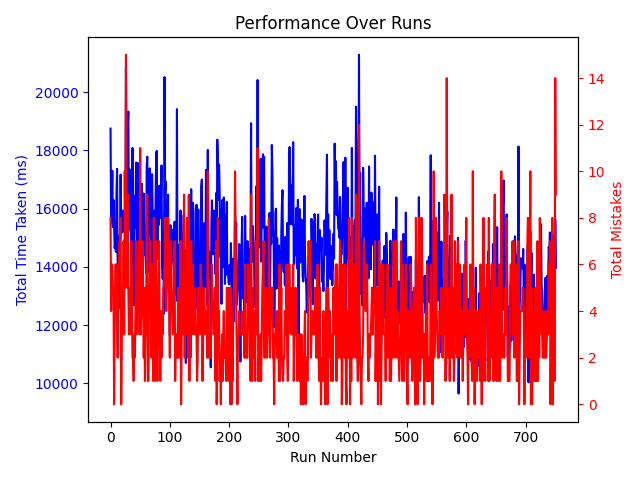 Performance Over Runs
Total Time Taken (ms)
20000
18000
16000
14000
12000
10000
14
12
10
8
6
4
2
0
Total Mistakes
0 100 200 300 400 500 600 700
Run Number